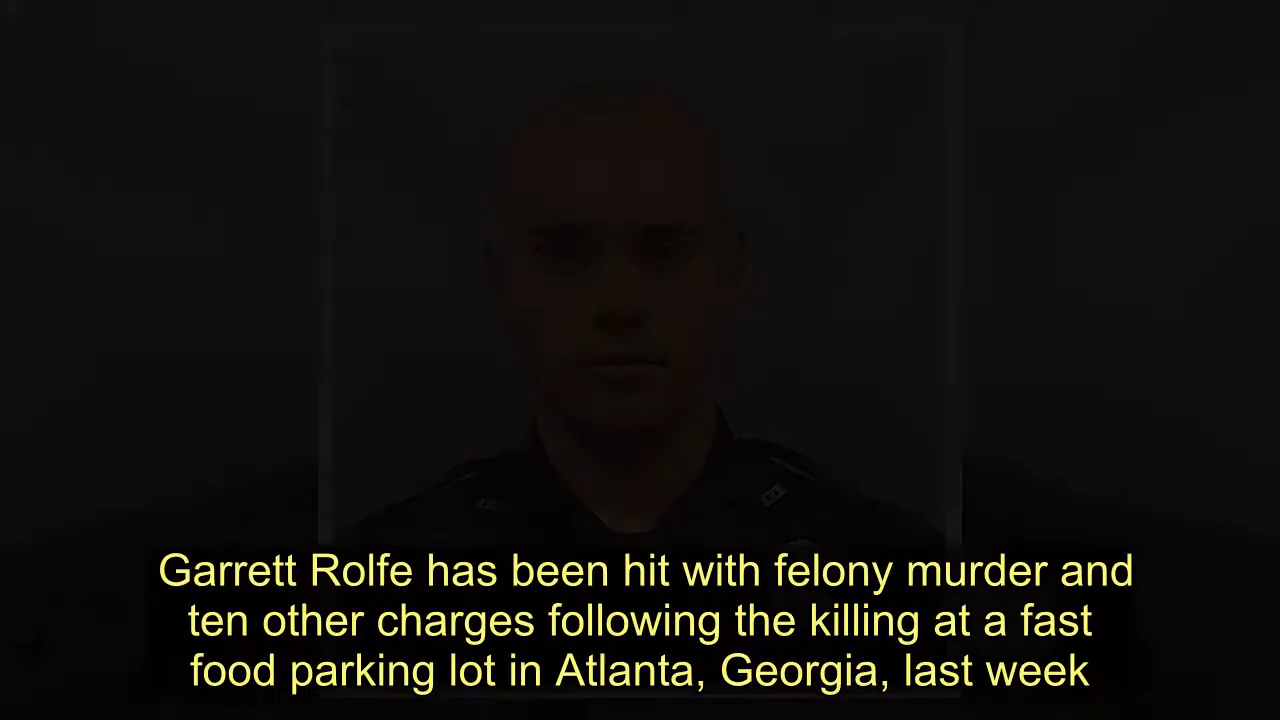 Garrett Rolfe has been hit with felony murder and
ten other charges following the killing at a fast
food parking lot in Atlanta, Georgia, last week